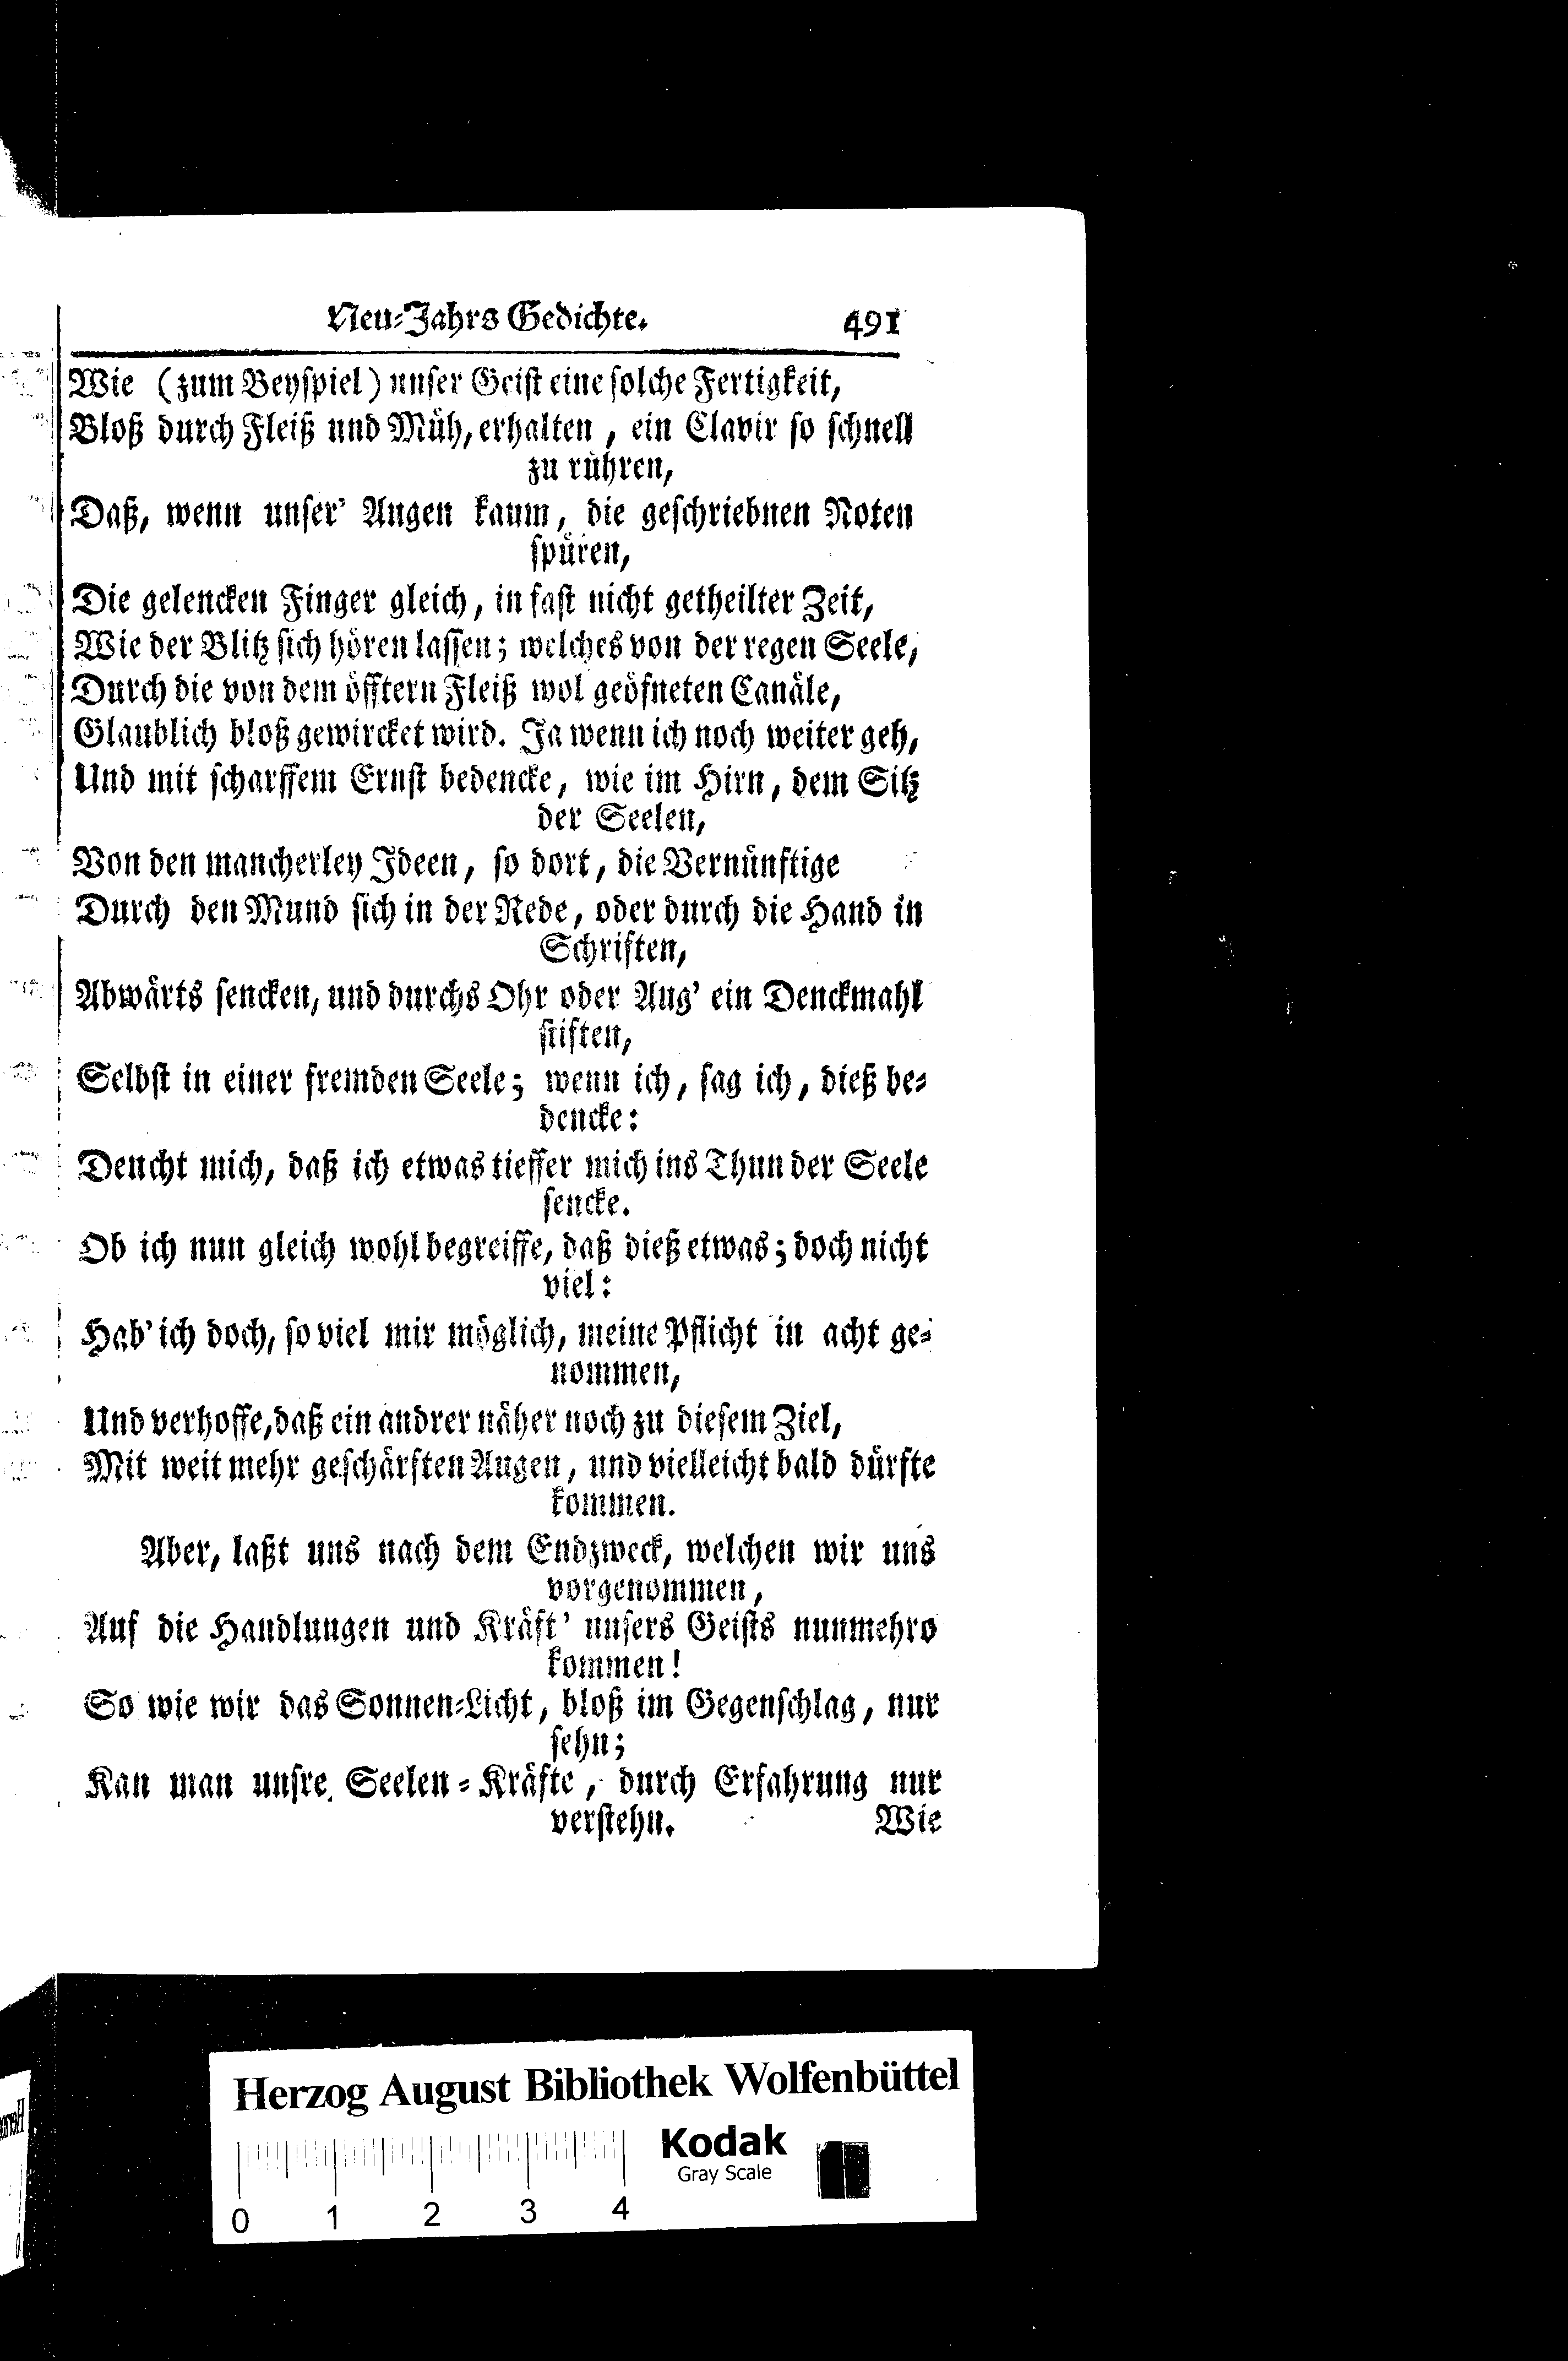 Neu-Jahrs Gedichte. 491
Wie (zum Beyspiel) unser Geist eine solche Fertigkeit,
Bloß durch Fleiß und Müh, erhalten, ein Clavir so schnell
zu rühren,
Daß, wenn unser' Augen kaum, die geschriebnen Noten
spüren,
Die gelencken Finger gleich, in fast nicht getheilter Zeit,
Wie der Blitz sich hören lassen; welches von der regen Seele,
Durch die von dem öfftern Fleiß wol geöfneten Canäle,
Glaublich bloß gewircket wird. Ja wenn ich noch weiter geh,
Und mit scharffem Ernst bedencke, wie im Hirn, dem Sitz
der Seelen,
Von den mancherley Ideen, so dort, die Vernünftige
Durch den Mund sich in der Rede, oder durch die Hand in
Schriften,
Abwärts sencken, und durchs Ohr oder Aug' ein Denckmahl
stiften,
Selbst in einer fremden Seele; wenn ich, sag ich, dieß be-
dencke:
Deucht mich, daß ich etwas tieffer mich ins Thun der Seele
sencke.
Ob ich nun gleich wohl begreiffe, daß dieß etwas; doch nicht
viel:
Hab' ich doch, so viel mir möglich, meine Pflicht in acht ge-
nommen,
Und verhoffe, daß ein andrer näher noch zu diesem Ziel,
Mit weit mehr geschärften Augen, und vielleicht bald dürfte
kommen.
Aber, laßt uns nach dem Endzweck, welchen wir uns
vorgenommen,
Auf die Handlungen und Kräft' unsers Geists nunmehro
kommen!
So wie wir das Sonnen-Licht, bloß im Gegenschlag, nur
sehn;
Kan man unsre Seelen-Kräfte, durch Erfahrung nur
verstehn. Wie
Herzog August Bibliothek Wolfenbüttel
Kodak
Gray Scale
0 1 2 3 4